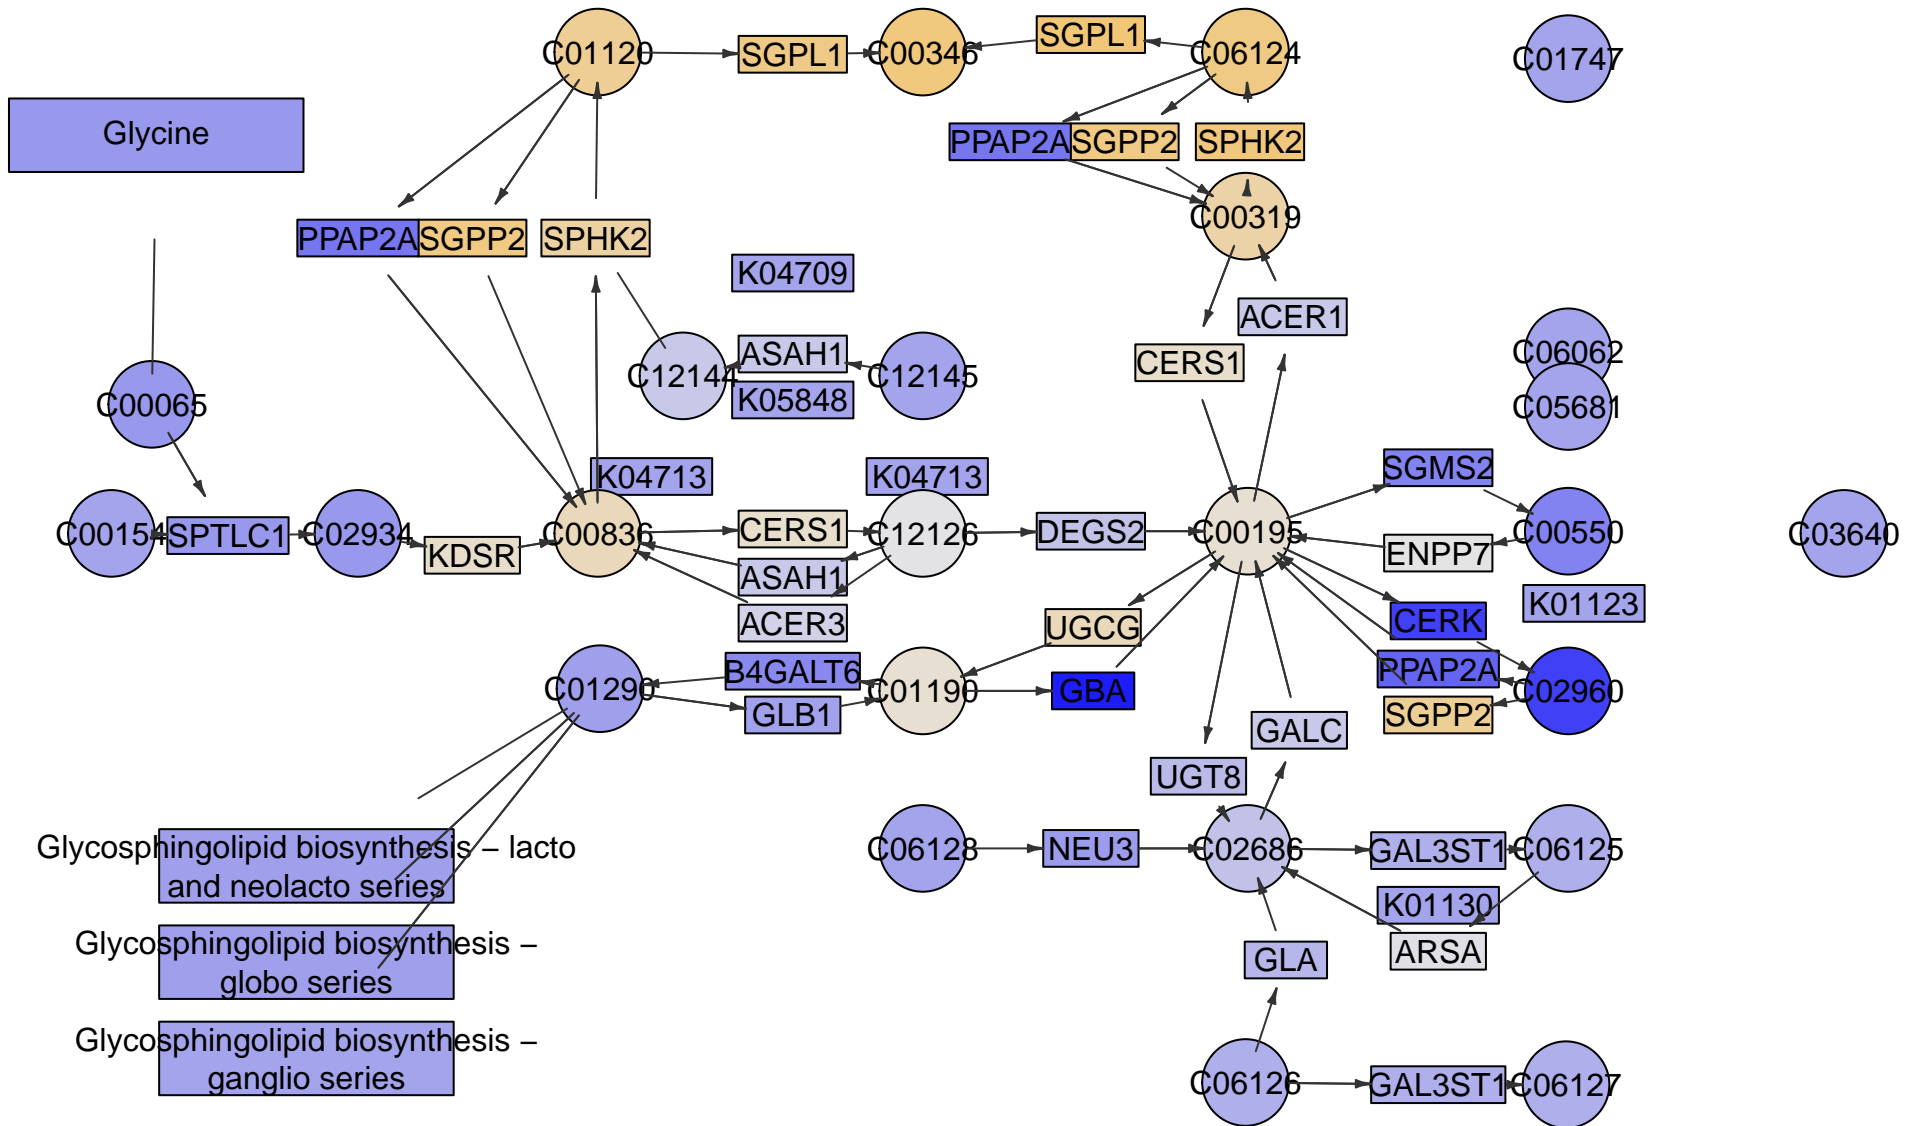 C01120
SGPL1
C00346
SGPL1
C06124
C01747
Glycine
PPAP2A
SGPP2
SPHK2
C00319
PPAP2A
SGPP2
SPHK2
K04709
ACER1
ASAH1
C12144
C12145
K05848
CERS1
C06062
C05681
C00065
K04713
K04713
SGMS2
C00154
SPTLC1
C02934
KDSR
C00836
CERS1
C12126
DEGS2
C00195
C00550
C03640
ENPP7
ASAH1
ACER3
K01123
UGCG
CERK
B4GALT6
PPAP2A
C01290
C01190
GBA
C02960
GLB1
SGPP2
GALC
UGT8
Glycosphingolipid biosynthesis – lacto
and neolacto series
C06128
NEU3
C02686
GAL3ST1
C06125
K01130
Glycosphingolipid biosynthesis –
globo series
GLA
ARSA
Glycosphingolipid biosynthesis –
ganglio series
C06126
GAL3ST1
C06127